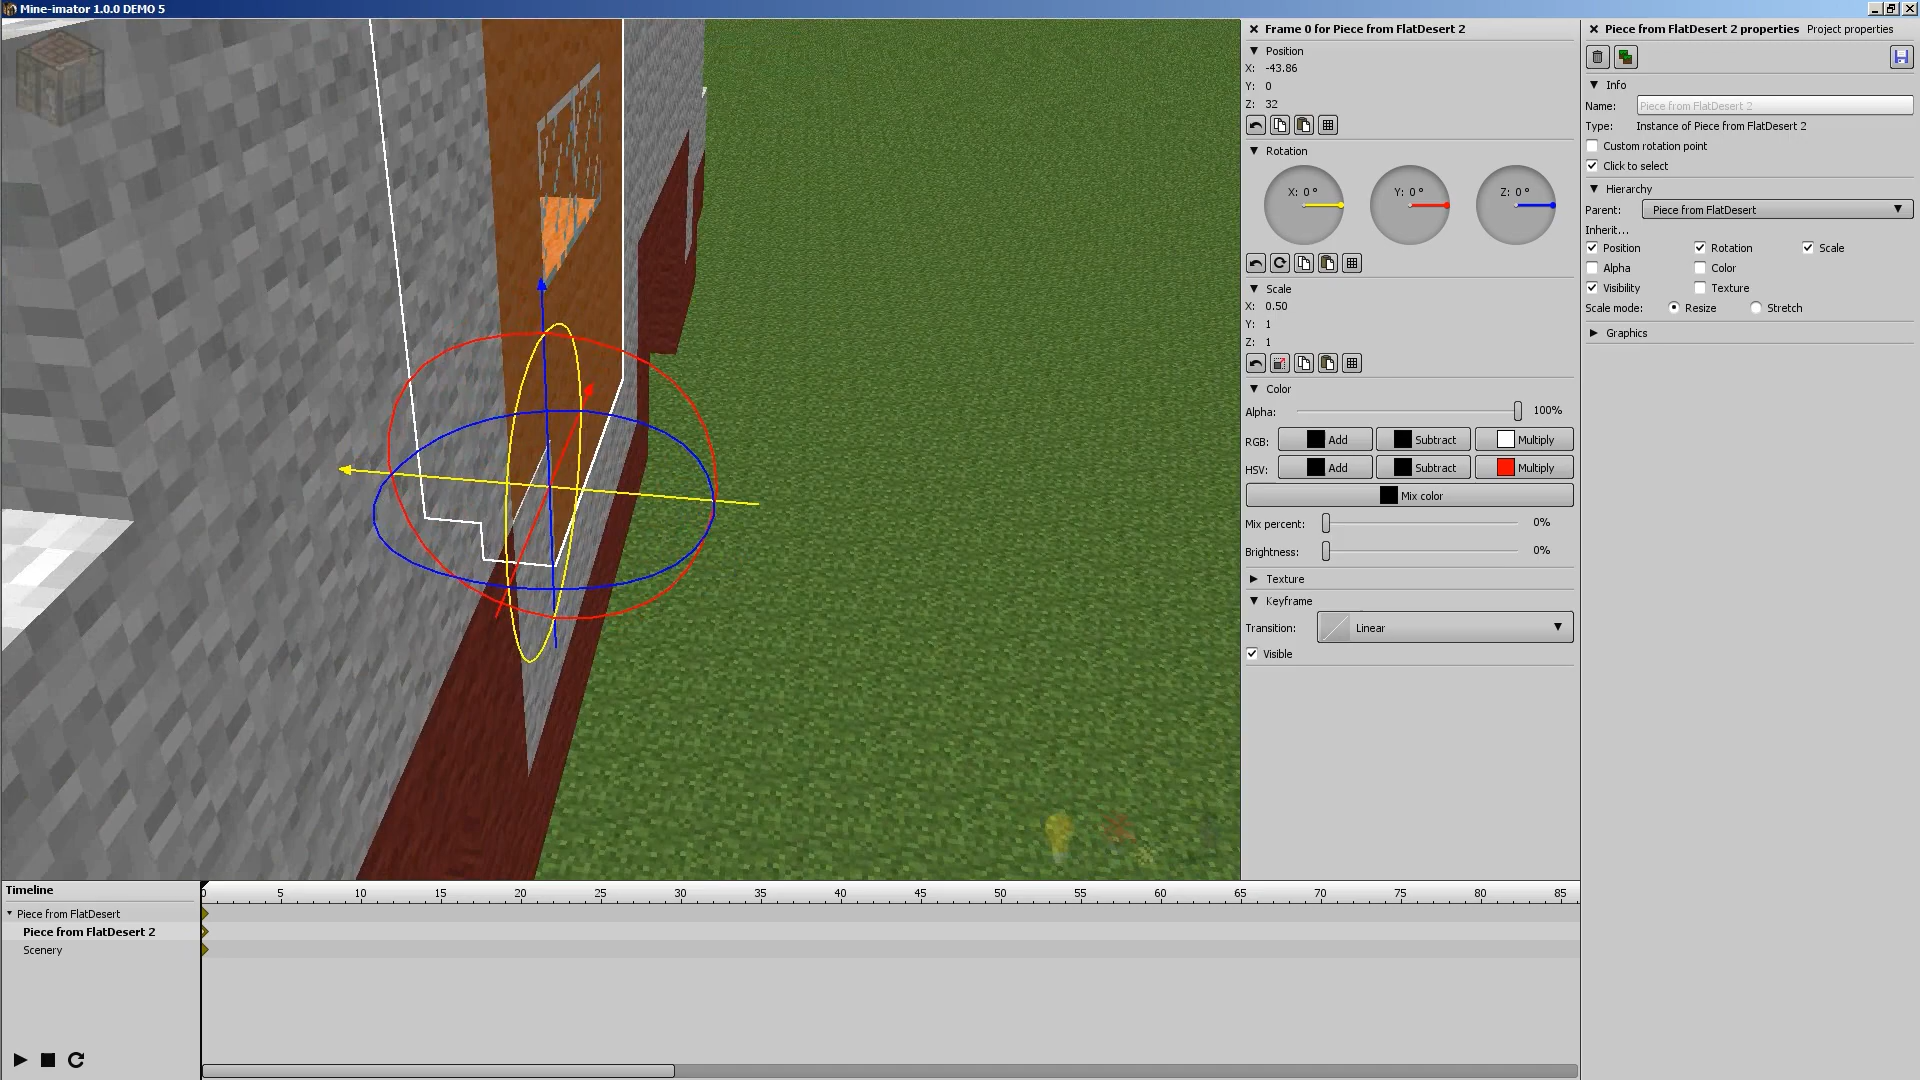 Mine-imator 1.0.0 DEMO 5
Frame 0 for Piece from FlatDesert 2
Position
X: -43.86
Y: 0
Z: 32
Rotation
X: 0 °
Y: 0 °
Z: 0 °
Scale
X: 0.50
Y: 1
Z: 1
Color
Alpha: 100%
RGB: Add Subtract Multiply
HSV: Add Subtract Multiply
Mix color
Mix percent: 0%
Brightness: 0%
Texture
Keyframe
Transition: Linear
Visible
Piece from FlatDesert 2 properties Project properties
Info
Name: Piece from FlatDesert 2
Type: Instance of Piece from FlatDesert 2
Custom rotation point
Click to select
Hierarchy
Parent: Piece from FlatDesert
Inherit...
Position Rotation Scale
Alpha Color
Visibility Texture
Scale mode: Resize Stretch
Graphics
Timeline
0 5 10 15 20 25 30 35 40 45 50 55 60 65 70 75 80 85
Piece from FlatDesert
Piece from FlatDesert 2
Scenery